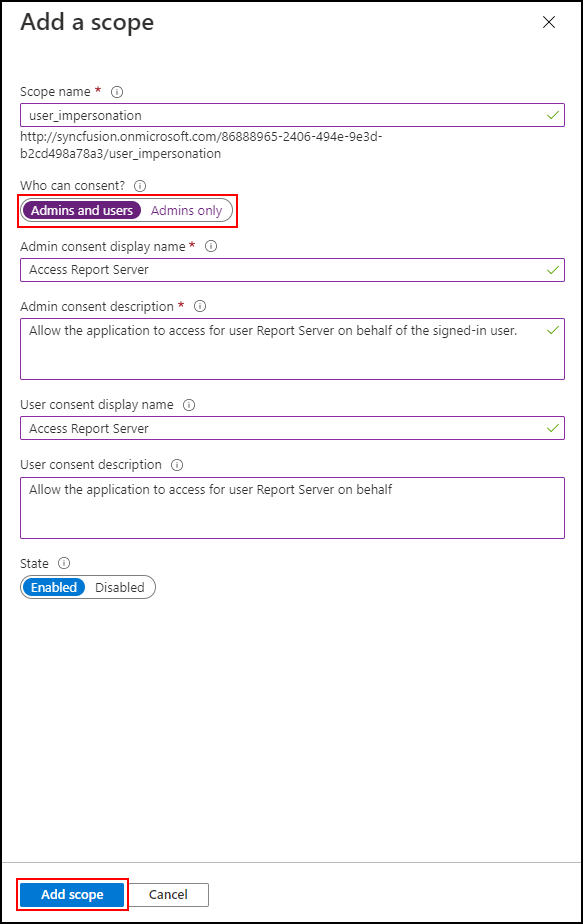 Add a scope
Scope name *
user_impersonation
http://syncfusion.onmicrosoft.com/86888965-2406-494e-9e3d-
b2cd498a78a3/user_impersonation
Who can consent?
Admins and users Admins only
Admin consent display name *
Access Report Server
Admin consent description *
Allow the application to access for user Report Server on behalf of the signed-in user.
User consent display name
Access Report Server
User consent description
Allow the application to access for user Report Server on behalf
State
Enabled Disabled
Add scope Cancel